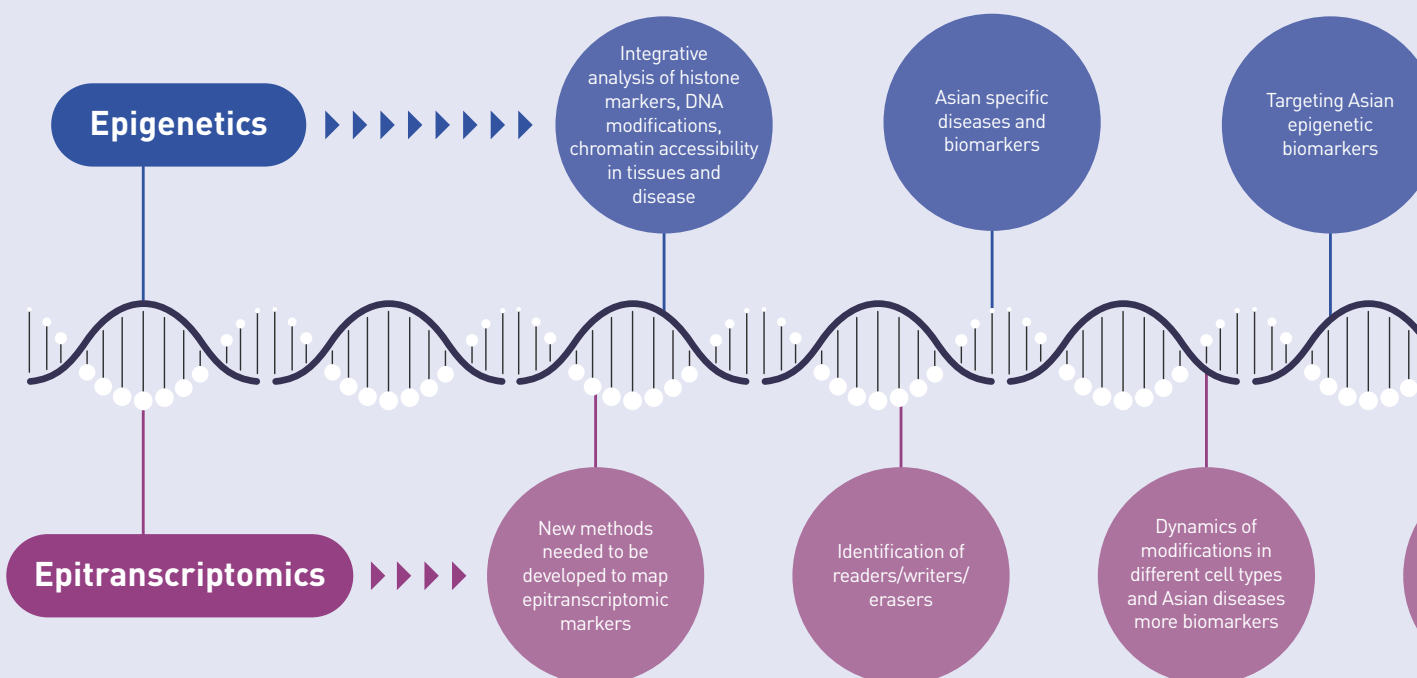 Epigenetics
Integrative
analysis of histone
markers, DNA
modifications,
chromatin accessibility
in tissues and
disease
Asian specific
diseases and
biomarkers
Targeting Asian
epigenetic
biomarkers
Epitranscriptomics
New methods
needed to be
developed to map
epitranscriptomic
markers
Identification of
readers/writers/
erasers
Dynamics of
modifications in
different cell types
and Asian diseases
more biomarkers